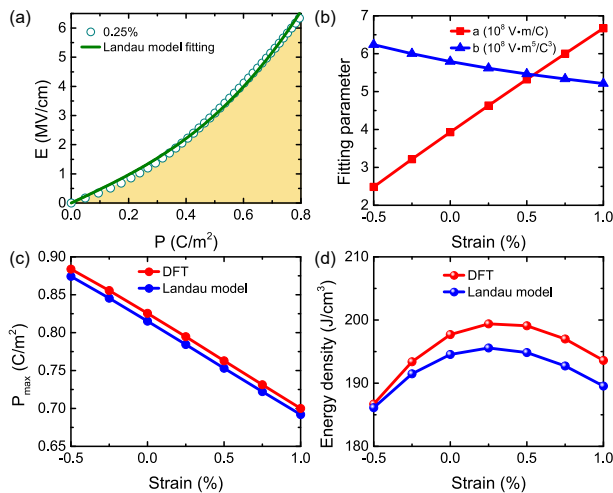 (a)
0.25%
Landau model fitting
E (MV/cm)
6
5
4
3
2
1
0
0.0 0.2 0.4 0.6 0.8
P (C/m²)
(b)
a (10⁸ V·m/C)
b (10⁸ V·m⁵/C³)
Fitting parameter
7
6
5
4
3
2
-0.5 0.0 0.5 1.0
Strain (%)
(c)
DFT
Landau model
Pmax (C/m²)
0.90
0.85
0.80
0.75
0.70
0.65
-0.5 0.0 0.5 1.0
Strain (%)
(d)
DFT
Landau model
Energy density (J/cm³)
210
200
190
180
-0.5 0.0 0.5 1.0
Strain (%)